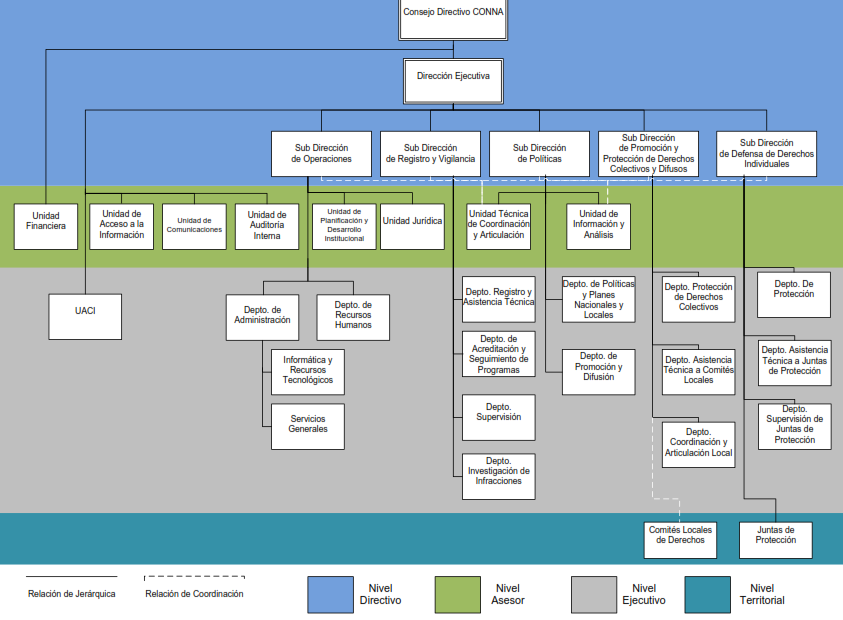 Consejo Directivo CONNA
Dirección Ejecutiva
Sub Dirección
de Operaciones
Sub Dirección
de Registro y Vigilancia
Sub Dirección
de Políticas
Sub Dirección
de Promoción y
Protección de Derechos
Colectivos y Difusos
Sub Dirección
de Defensa de Derechos
Individuales
Unidad
Financiera
Unidad de
Acceso a la
Información
Unidad de
Comunicaciones
Unidad de
Auditoría
Interna
Unidad de
Planificación y
Desarrollo
Institucional
Unidad Jurídica
Unidad Técnica
de Coordinación
y Articulación
Unidad de
Información y
Análisis
UACI
Depto. de
Administración
Depto. de
Recursos
Humanos
Informática y
Recursos
Tecnológicos
Servicios
Generales
Depto. Registro y
Asistencia Técnica
Depto. de
Acreditación y
Seguimiento de
Programas
Depto.
Supervisión
Depto.
Investigación de
Infracciones
Depto. de Políticas
y Planes
Nacionales y
Locales
Depto. de
Promoción y
Difusión
Depto. Protección
de Derechos
Colectivos
Depto. Asistencia
Técnica a Comités
Locales
Depto.
Coordinación y
Articulación Local
Depto. De
Protección
Depto. Asistencia
Técnica a Juntas
de Protección
Depto.
Supervisión de
Juntas de
Protección
Comités Locales
de Derechos
Juntas de
Protección
Relación de Jerárquica
Relación de Coordinación
Nivel
Directivo
Nivel
Asesor
Nivel
Ejecutivo
Nivel
Territorial